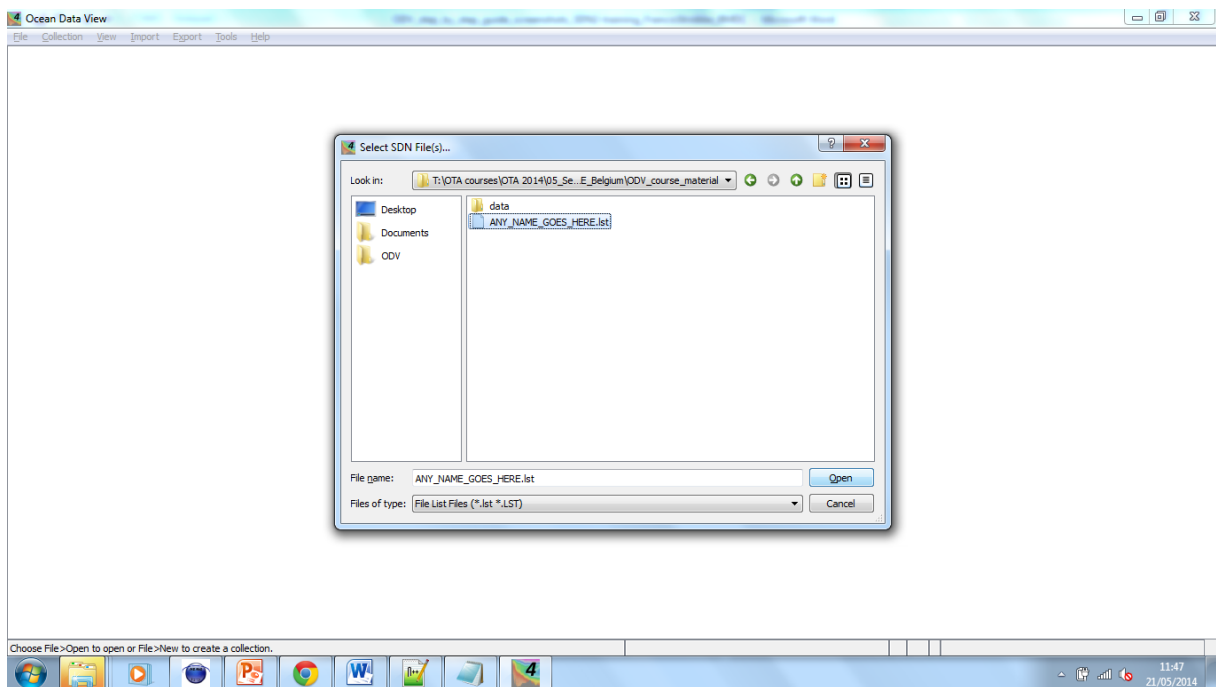 4 Ocean Data View
File Collection View Import Export Tools Help
4 Select SDN File(s)...
Look in: T:\OTA courses\OTA 2014\05_Se...E_Belgium\ODV_course_material
Desktop
Documents
ODV
data
ANY_NAME_GOES_HERE.lst
File name: ANY_NAME_GOES_HERE.lst Open
Files of type: File List Files (*.lst *.LST) Cancel
Choose File>Open to open or File>New to create a collection.
4
11:47
21/05/2014